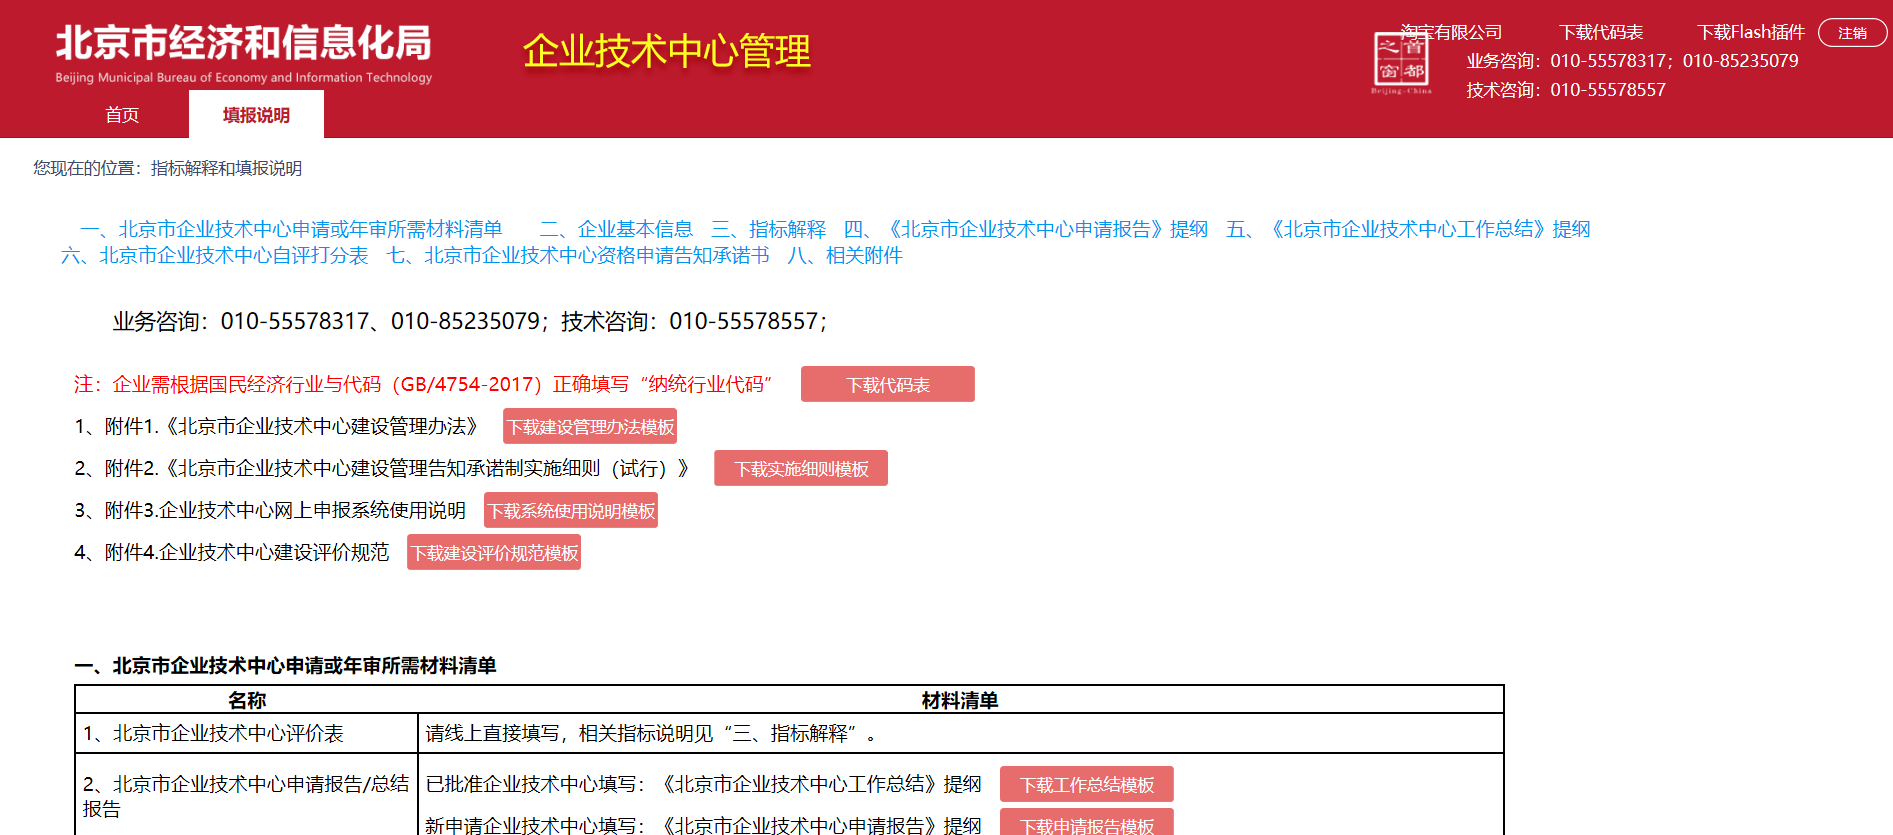 北京市经济和信息化局
Beijing Municipal Bureau of Economy and Information Technology
企业技术中心管理
首都之窗
Beijing-China
淘宝有限公司 下载代码表 下载Flash插件 注销
业务咨询：010-55578317；010-85235079
技术咨询：010-55578557
首页 填报说明
您现在的位置：指标解释和填报说明
一、北京市企业技术中心申请或年审所需材料清单 二、企业基本信息 三、指标解释 四、《北京市企业技术中心申请报告》提纲 五、《北京市企业技术中心工作总结》提纲
六、北京市企业技术中心自评打分表 七、北京市企业技术中心资格申请告知承诺书 八、相关附件
业务咨询：010-55578317、010-85235079；技术咨询：010-55578557；
注：企业需根据国民经济行业与代码（GB/4754-2017）正确填写“纳统行业代码” 下载代码表
1、附件1.《北京市企业技术中心建设管理办法》 下载建设管理办法模板
2、附件2.《北京市企业技术中心建设管理告知承诺制实施细则（试行）》 下载实施细则模板
3、附件3.企业技术中心网上申报系统使用说明 下载系统使用说明模板
4、附件4.企业技术中心建设评价规范 下载建设评价规范模板
一、北京市企业技术中心申请或年审所需材料清单
名称 材料清单
1、北京市企业技术中心评价表 请线上直接填写，相关指标说明见“三、指标解释”。
2、北京市企业技术中心申请报告/总结
报告
已批准企业技术中心填写：《北京市企业技术中心工作总结》提纲 下载工作总结模板
新申请企业技术中心填写：《北京市企业技术中心申请报告》提纲 下载申请报告模板